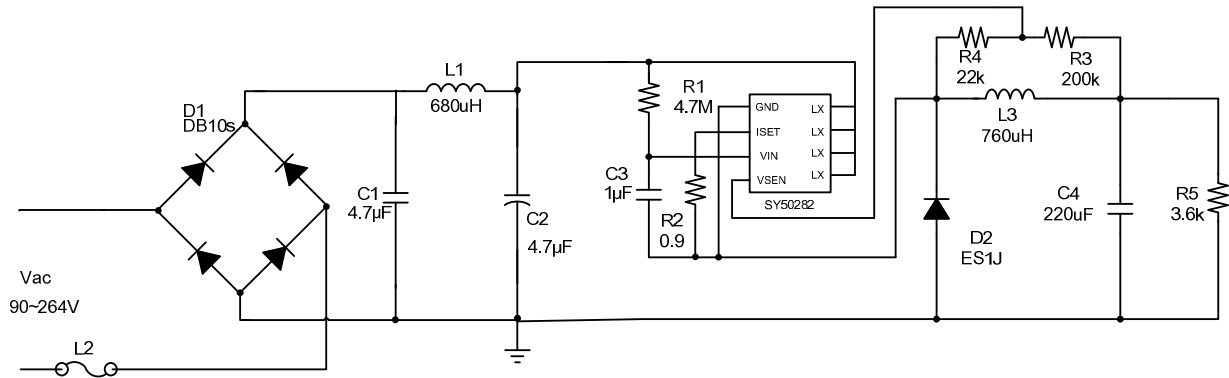 D1
DB10s
L1
680uH
C1
4.7µF
C2
4.7µF
Vac
90~264V
L2
R1
4.7M
C3
1µF
R2
0.9
GND
ISET
VIN
VSEN
LX
LX
LX
LX
SY50282
R4
22k
R3
200k
L3
760uH
D2
ES1J
C4
220uF
R5
3.6k